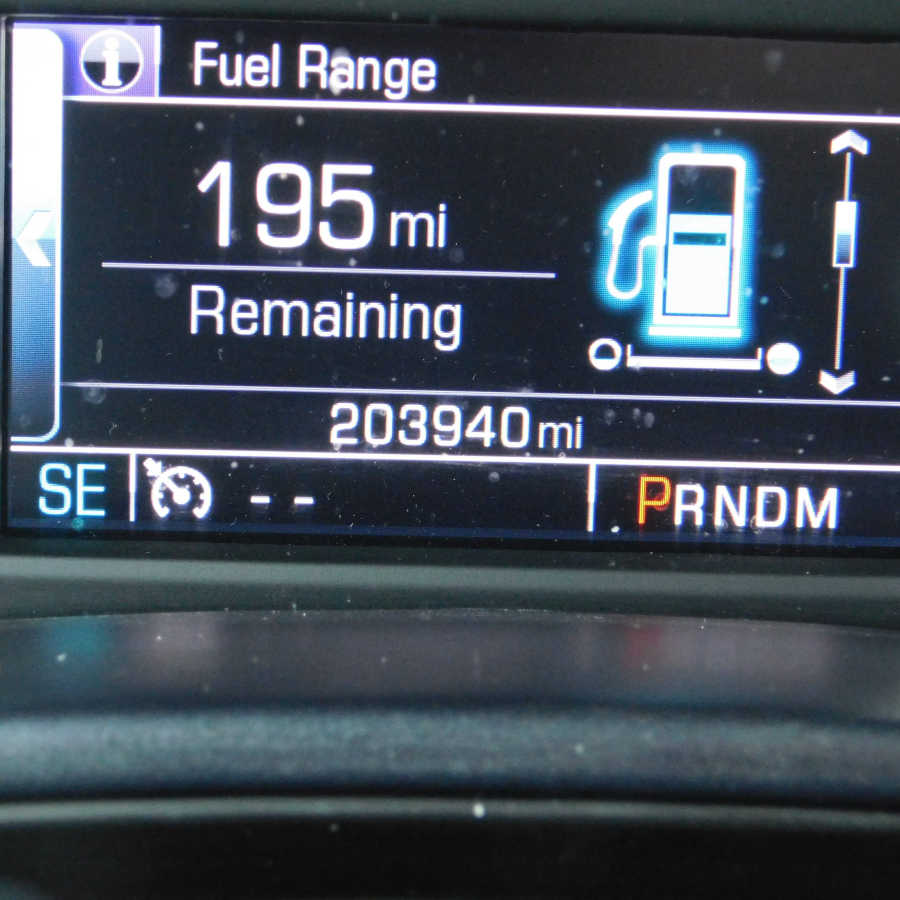 i Fuel Range
195 mi
Remaining
203940 mi
SE -- PRNDM